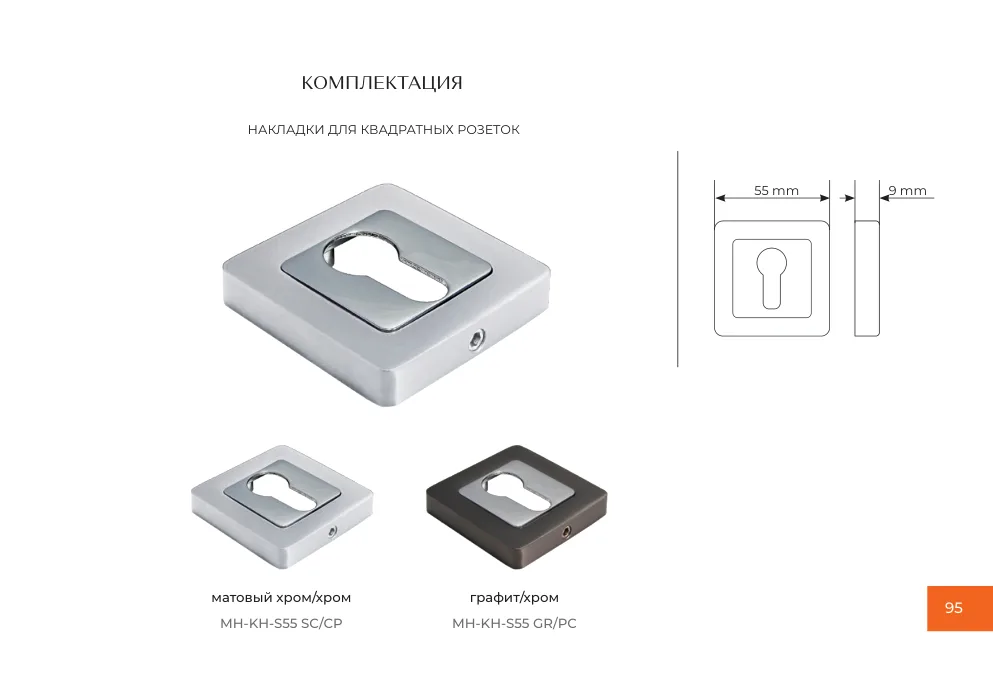 КОМПЛЕКТАЦИЯ
НАКЛАДКИ ДЛЯ КВАДРАТНЫХ РОЗЕТОК
55 mm
9 mm
матовый хром/хром
MH-KH-S55 SC/CP
графит/хром
MH-KH-S55 GR/PC
95